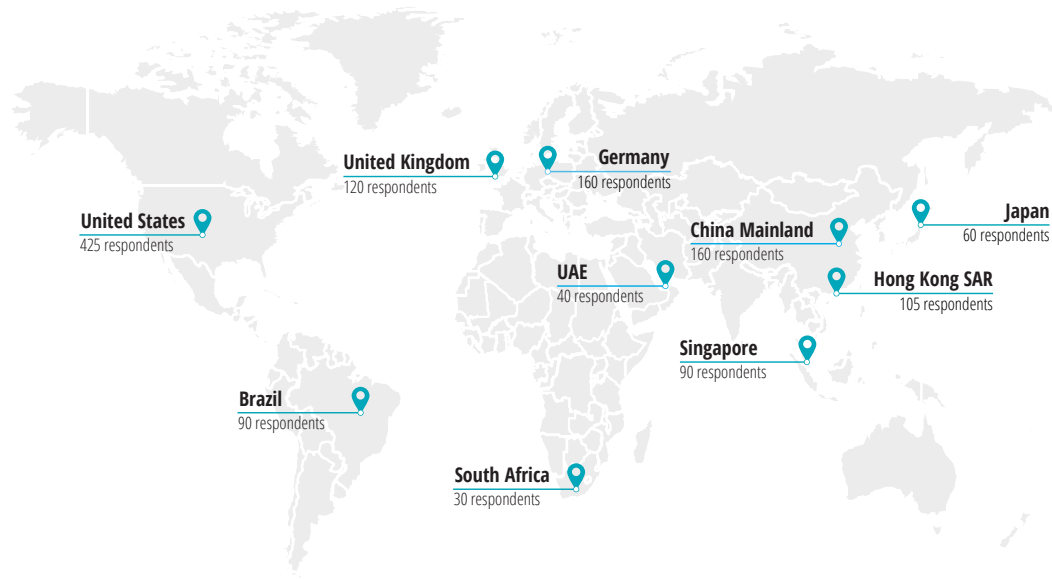 United Kingdom
120 respondents
Germany
160 respondents
United States
425 respondents
Japan
60 respondents
China Mainland
160 respondents
UAE
40 respondents
Hong Kong SAR
105 respondents
Singapore
90 respondents
Brazil
90 respondents
South Africa
30 respondents